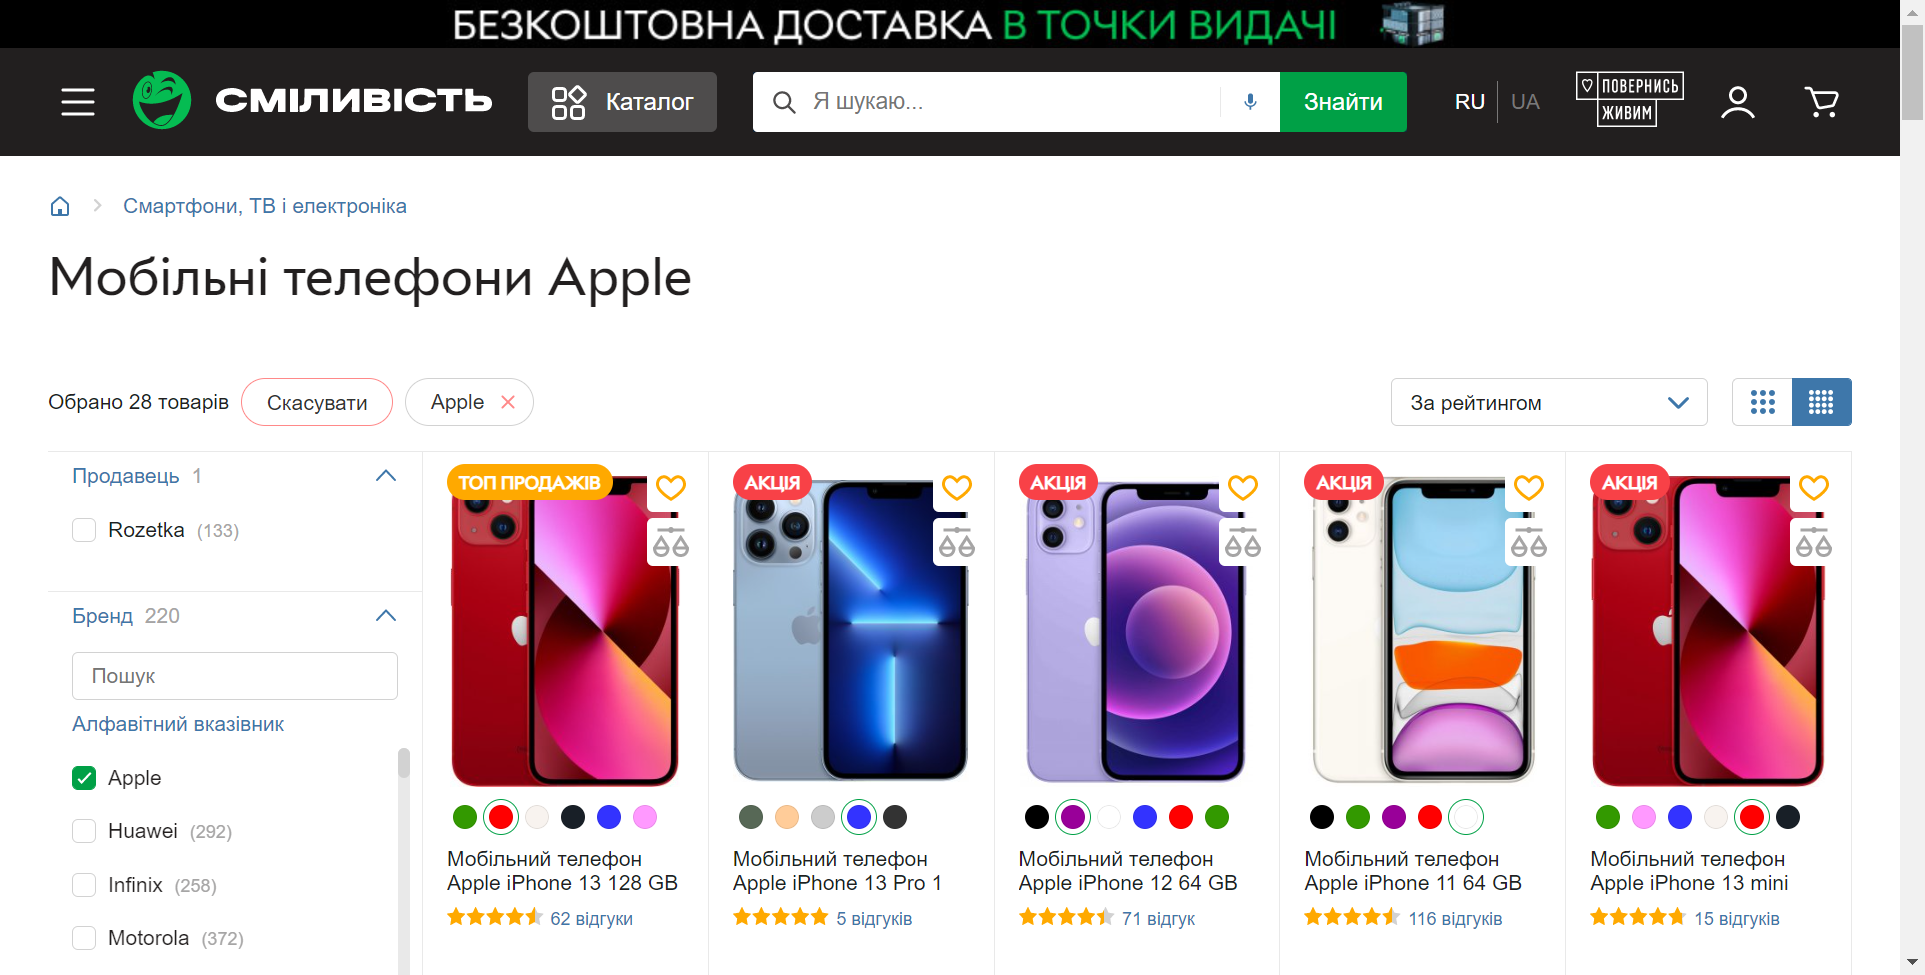 БЕЗКОШТОВНА ДОСТАВКА В ТОЧКИ ВИДАЧІ
СМІЛИВІСТЬ
Каталог
Я шукаю...
Знайти
RU
UA
ПОВЕРНИСЬ
ЖИВИМ
Смартфони, ТВ і електроніка
Мобільні телефони Apple
Обрано 28 товарів
Скасувати
Apple
За рейтингом
Продавець 1
Rozetka (133)
Бренд 220
Пошук
Алфавітний вказівник
Apple
Huawei (292)
Infinix (258)
Motorola (372)
ТОП ПРОДАЖІВ
Мобільний телефон
Apple iPhone 13 128 GB
62 відгуки
АКЦІЯ
Мобільний телефон
Apple iPhone 13 Pro 1
5 відгуків
АКЦІЯ
Мобільний телефон
Apple iPhone 12 64 GB
71 відгук
АКЦІЯ
Мобільний телефон
Apple iPhone 11 64 GB
116 відгуків
АКЦІЯ
Мобільний телефон
Apple iPhone 13 mini
15 відгуків